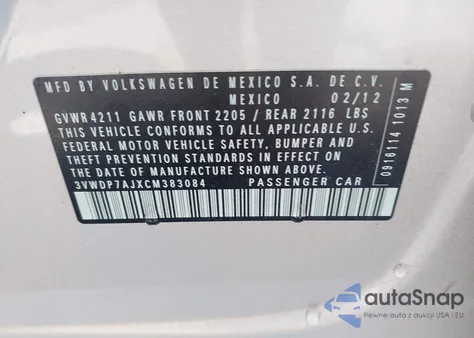 MFD BY VOLKSWAGEN DE MEXICO S.A. DE C.V.
MEXICO 02/12
GVWR 4211 GAWR FRONT 2205 / REAR 2116 LBS
THIS VEHICLE CONFORMS TO ALL APPLICABLE U.S.
FEDERAL MOTOR VEHICLE SAFETY, BUMPER, AND
THEFT PREVENTION STANDARDS IN EFFECT ON
THE DATE OF MANUFACTURE SHOWN ABOVE.
3VWDP7AJXCM383084 PASSENGER CAR
0916114 1013 M
autoSnap
Pewne auta z aukcji USA i EU